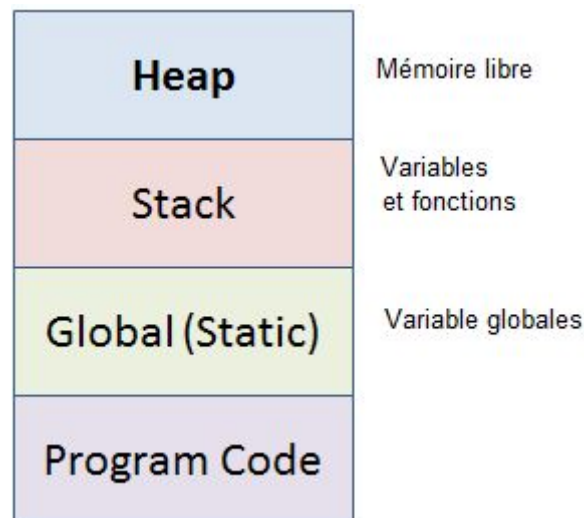 Heap
Mémoire libre
Stack
Variables
et fonctions
Global (Static)
Variable globales
Program Code